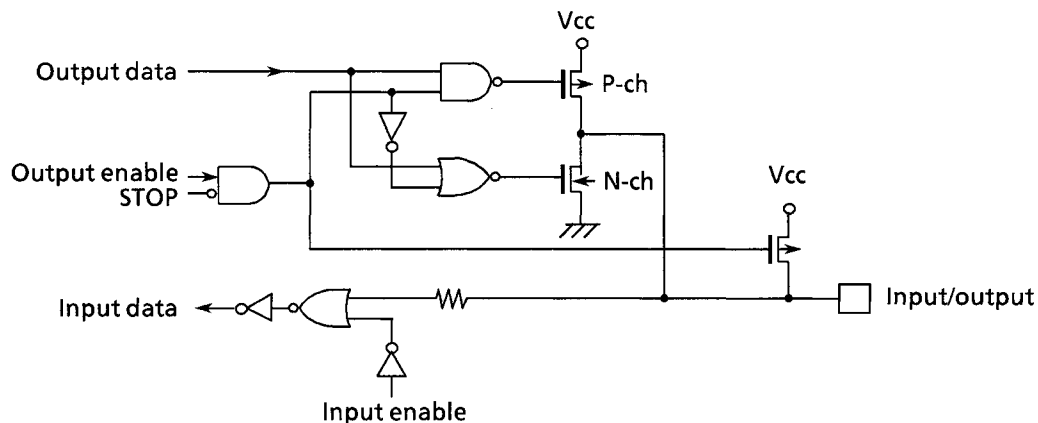 Vcc
Output data
P-ch
Output enable
STOP
N-ch
Vcc
Input data
Input/output
Input enable